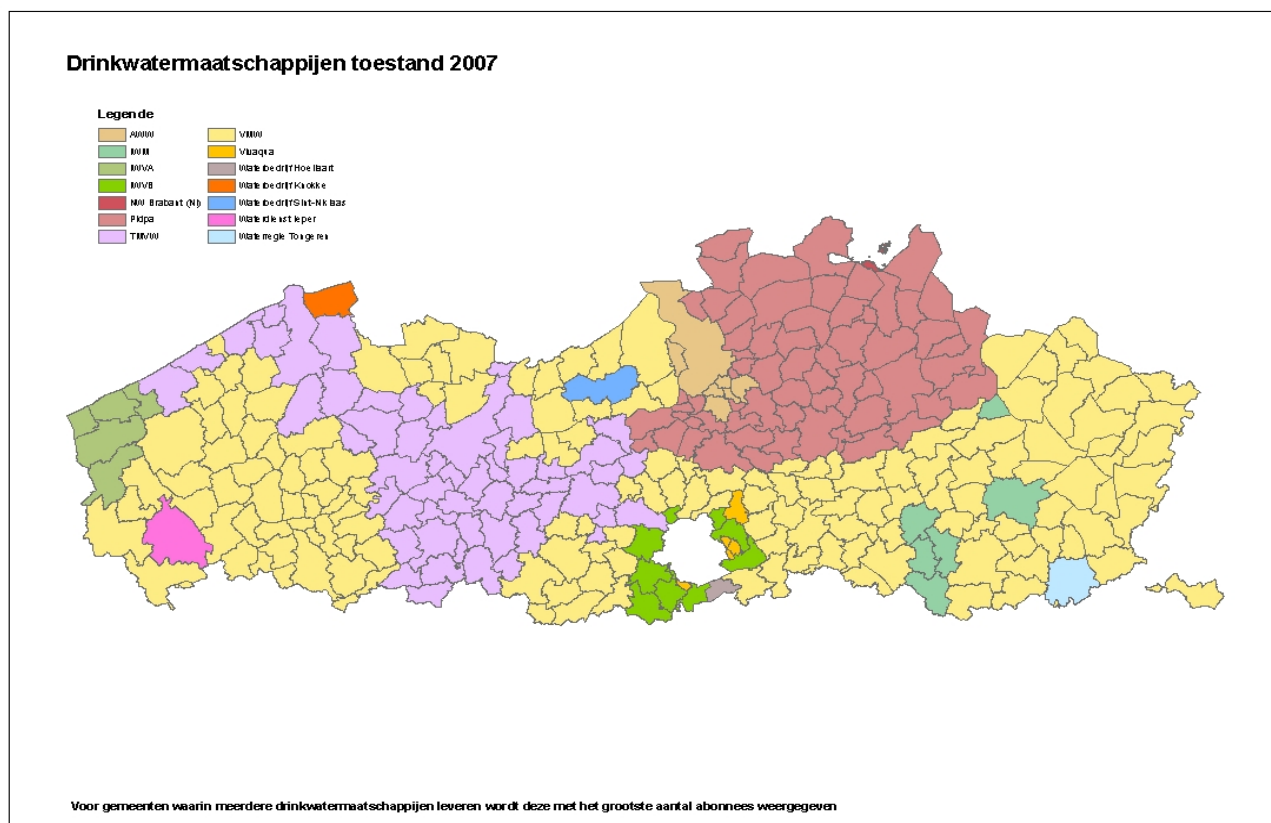 Drinkwatermaatschappijen toestand 2007
Legende
AWW
IWM
IWVA
IWVB
NW Brabant (Nl)
Pidpa
TMVW
VMW
Vivaqua
Waterbedrijf Hoeilaart
Waterbedrijf Knokke
Waterbedrijf Sint-Niklaas
Waterdienst Ieper
Waterregie Tongeren
Voor gemeenten waarin meerdere drinkwatermaatschappijen leveren wordt deze met het grootste aantal abonnees weergegeven